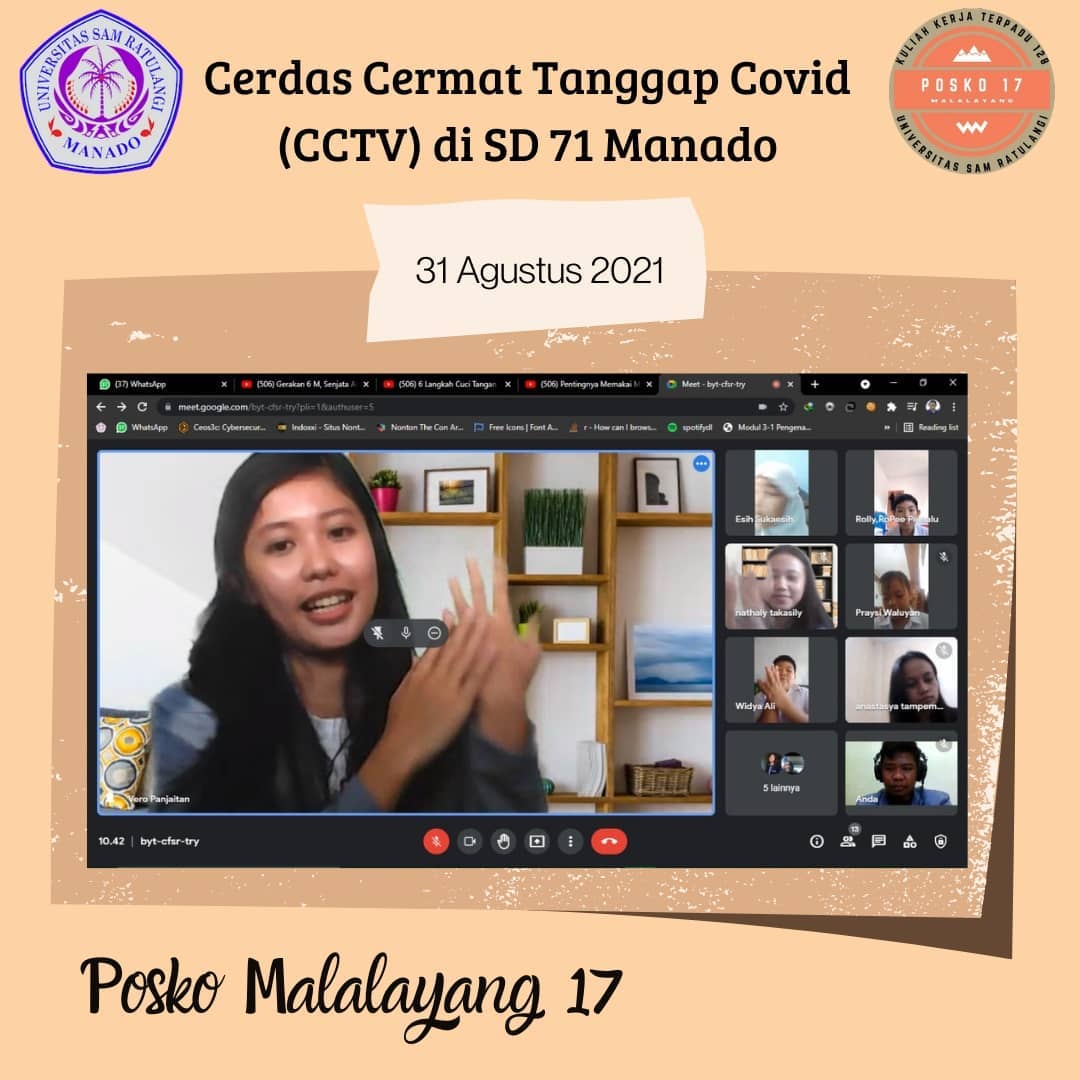 UNIVERSITAS SAM RATULANGI
MANADO
Cerdas Cermat Tanggap Covid
(CCTV) di SD 71 Manado
KULIAH KERJA TERPADU 128
POSKO 17
MALALAYANG
UNIVERSITAS SAM RATULANGI
31 Agustus 2021
(37) WhatsApp
(506) Gerakan 6 M, Senjata A
(506) 6 Langkah Cuci Tangan
(506) Pentingnya Memakai M
Meet - byt-cfsr-try
meet.google.com/byt-cfsr-try?pli=1&authuser=5
WhatsApp
Ceos3c: Cybersecur...
Indoxxi - Situs Nont...
Nonton The Con Ar...
Free Icons | Font A...
r - How can I brows...
spotifydl
Modul 3-1 Pengena...
»
Reading list
Esih Sukaesih
Rolly,RoPeo
nathaly takasily
Praysi Waluyan
Widya Ali
anastasya tampem...
5 lainnya
Anda
Vero Panjaitan
10.42 | byt-cfsr-try
13
Posko Malalayang 17